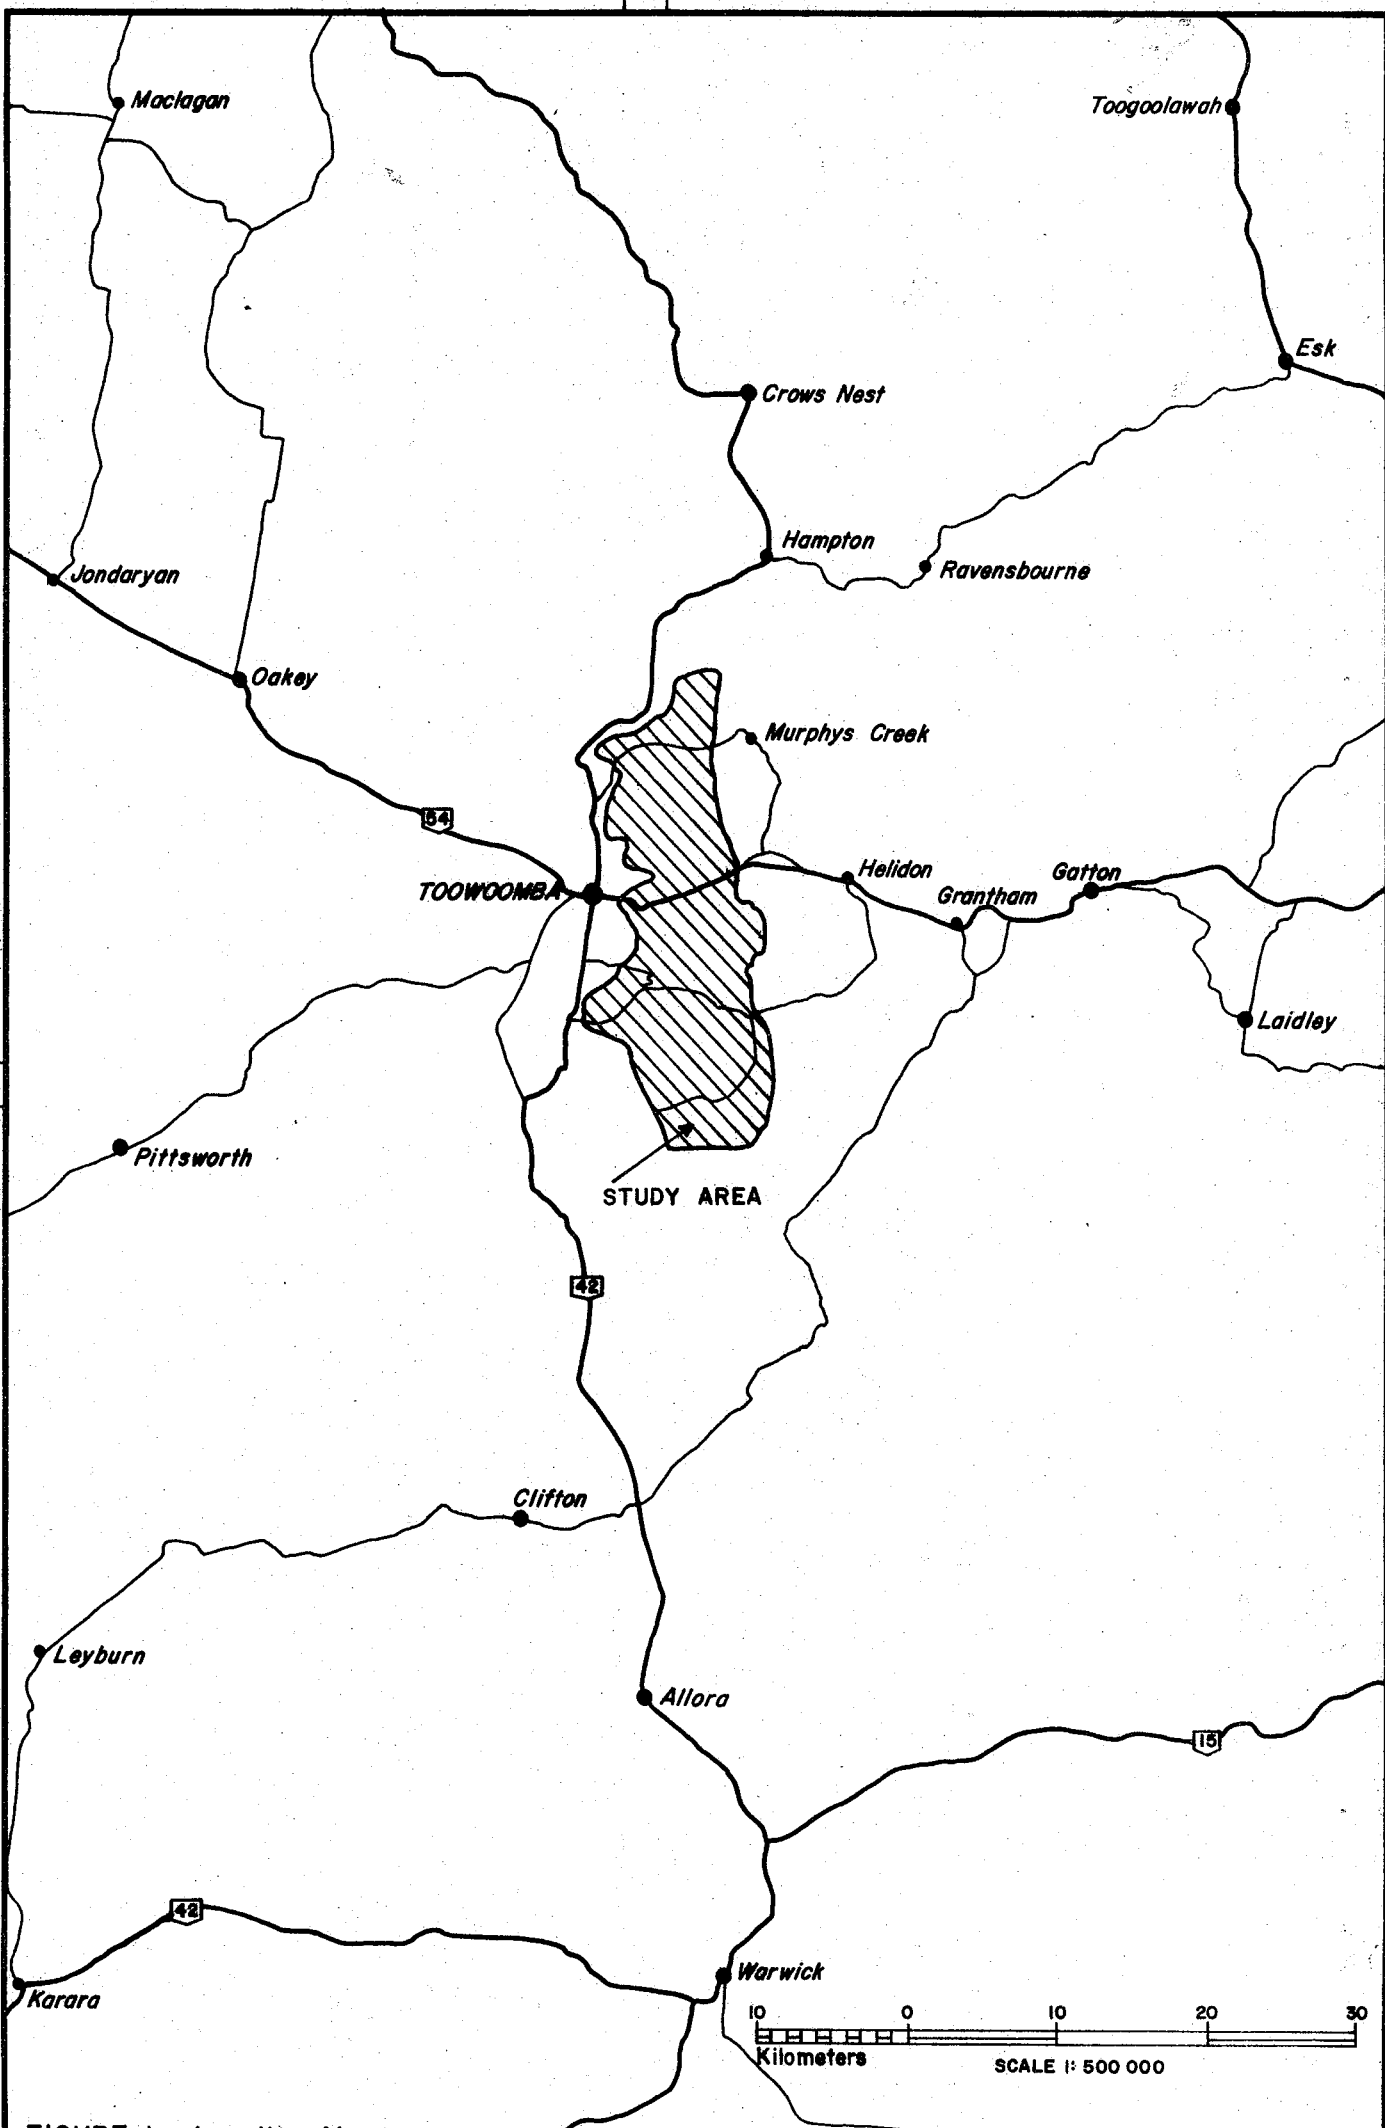 Maclagan
Toogoolawah
Esk
Crows Nest
Hampton
Ravensbourne
Jondaryan
Oakey
Murphys Creek
54
Helidon
Gatton
TOOWOOMBA
Grantham
Laidley
Pittsworth
STUDY AREA
42
Clifton
Leyburn
Allora
15
42
Warwick
Karara
10 0 10 20 30
Kilometers
SCALE 1: 500 000